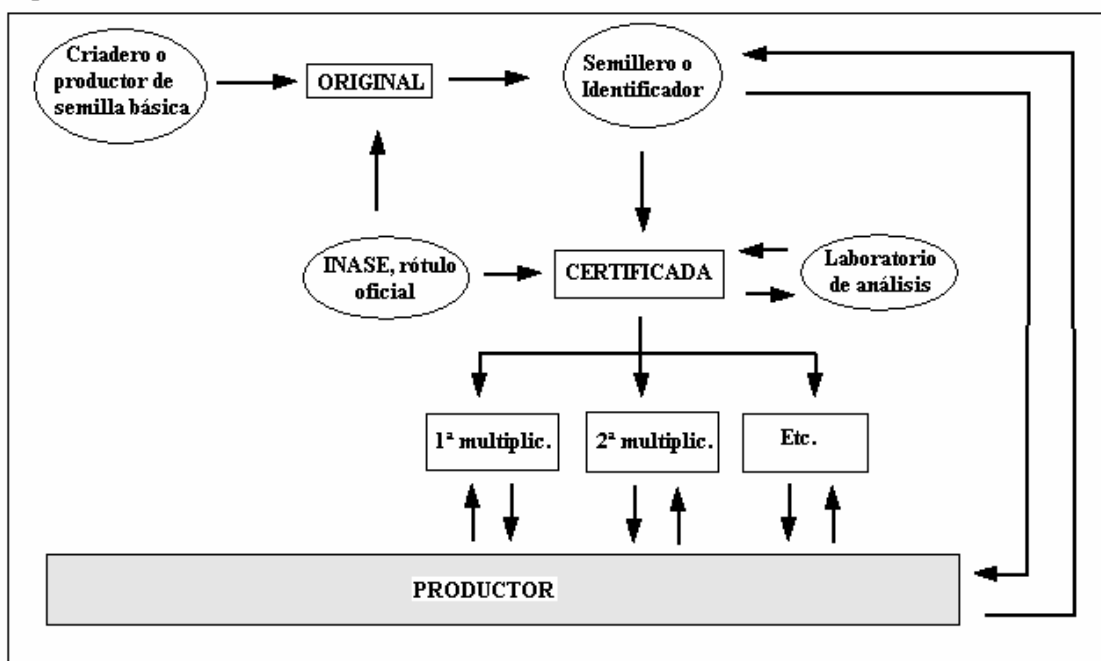 Criadero o
productor de
semilla básica
ORIGINAL
Semillero o
Identificador
INASE, rótulo
oficial
CERTIFICADA
Laboratorio
de análisis
1ª multiplic.
2ª multiplic.
Etc.
PRODUCTOR